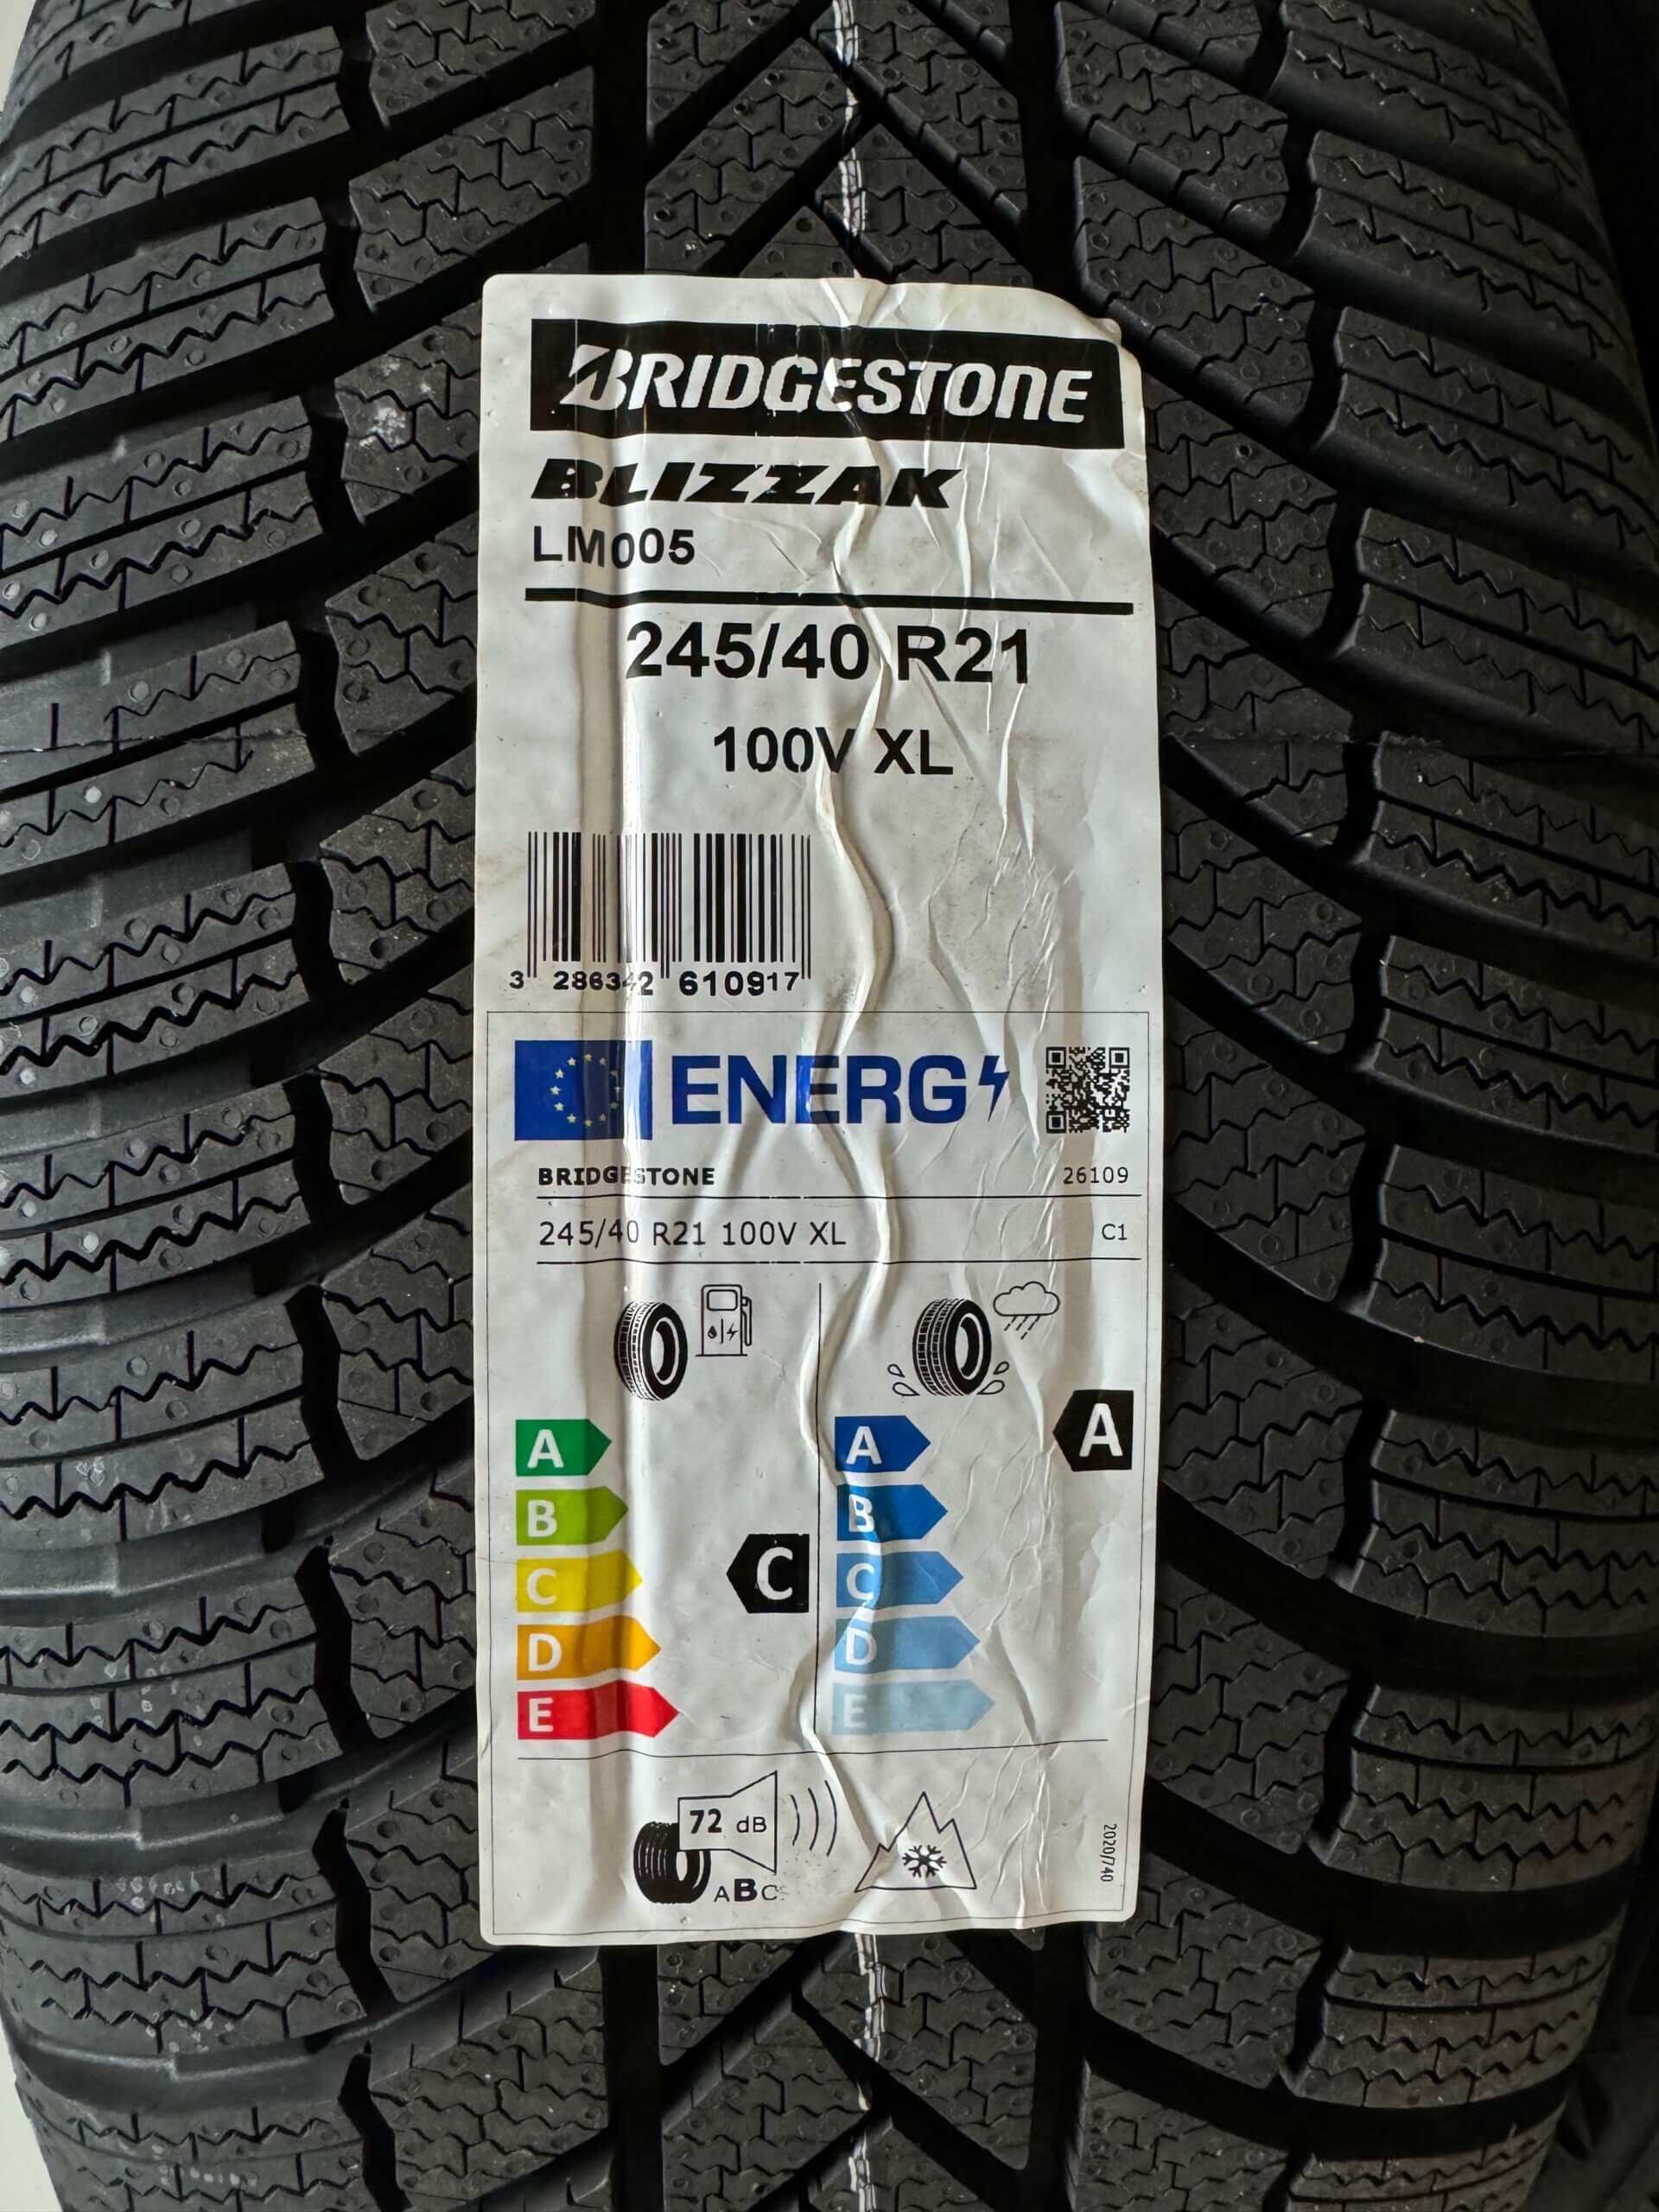 BRIDGESTONE
BLIZZAK
LM005
245/40 R21
100V XL
3 286342 610917
ENERG
BRIDGESTONE 26109
245/40 R21 100V XL C1
A A A
B B
C C C
D D
E E
72 dB
ABC
2020/740